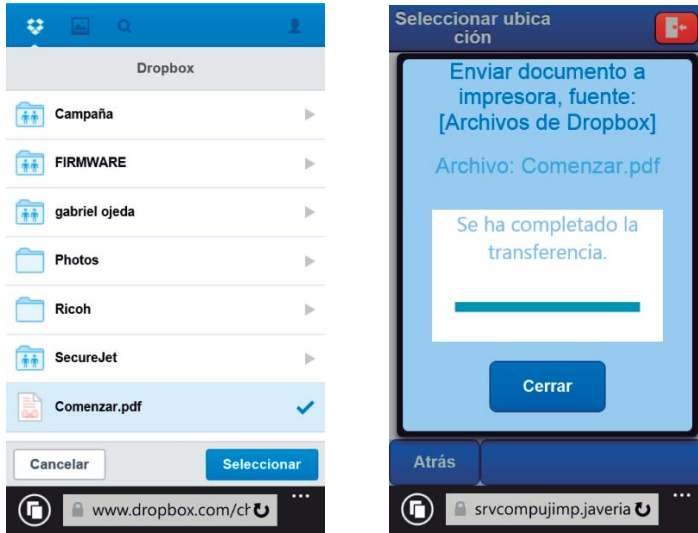 Dropbox
Campaña
FIRMWARE
gabriel ojeda
Photos
Ricoh
SecureJet
Comenzar.pdf
Cancelar
Seleccionar
www.dropbox.com/ch
Seleccionar ubica
ción
Enviar documento a
impresora, fuente:
[Archivos de Dropbox]
Archivo: Comenzar.pdf
Se ha completado la
transferencia.
Cerrar
Atrás
srvcompujimp.javeria